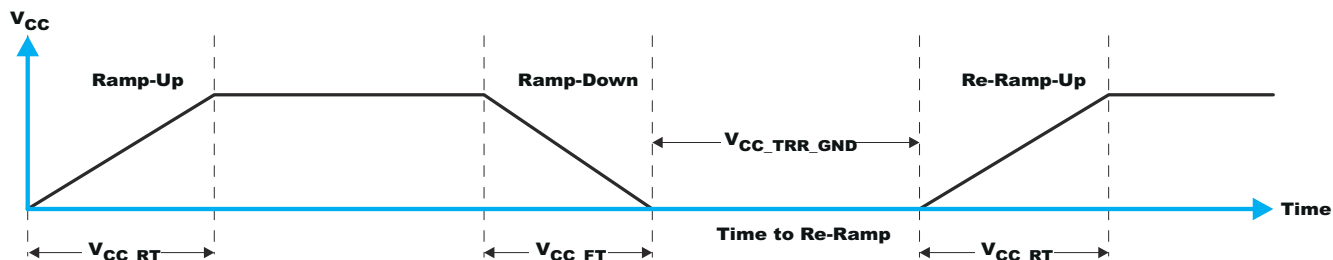 VCC
Ramp-Up
Ramp-Down
Re-Ramp-Up
VCC_TRR_GND
Time
Time to Re-Ramp
VCC_RT
VCC_FT
VCC_RT